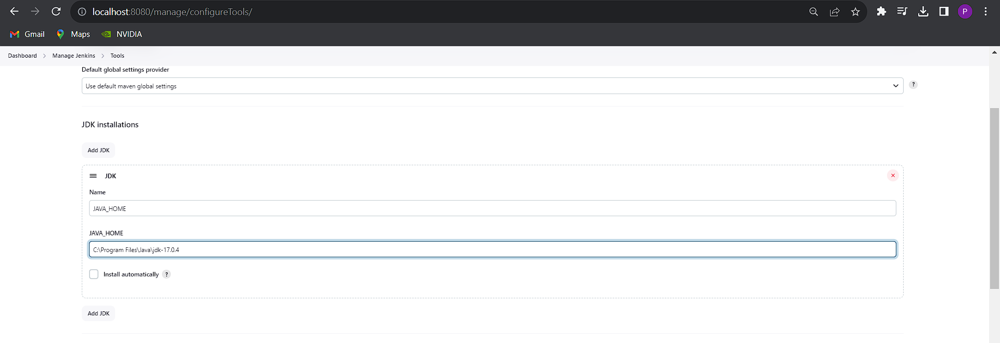 localhost:8080/manage/configureTools/
P
Gmail Maps NVIDIA
Dashboard > Manage Jenkins > Tools
Default global settings provider
Use default maven global settings
?
JDK installations
Add JDK
JDK
Name
JAVA_HOME
JAVA_HOME
C:\Program Files\Java\jdk-17.0.4
Install automatically ?
Add JDK